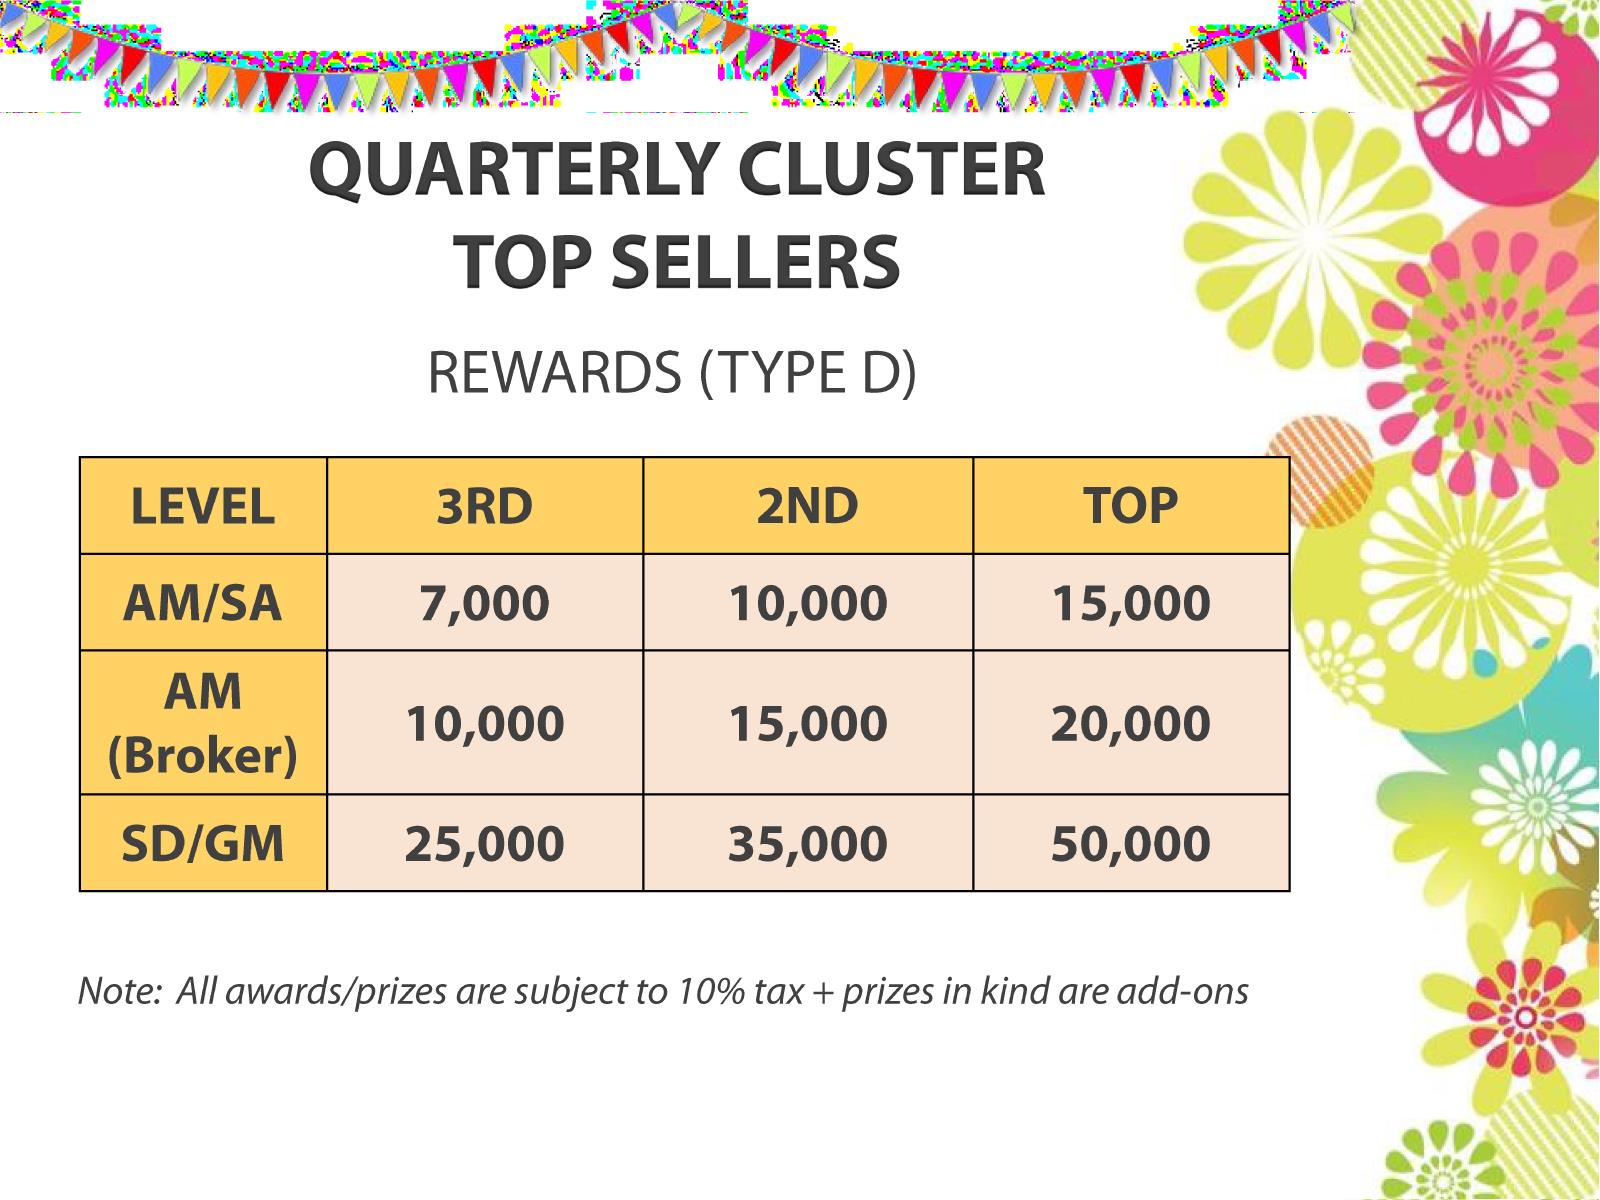 QUARTERLY CLUSTER
TOP SELLERS
REWARDS (TYPE D)
LEVEL 3RD 2ND TOP
AM/SA 7,000 10,000 15,000
AM
(Broker) 10,000 15,000 20,000
SD/GM 25,000 35,000 50,000
Note:  All awards/prizes are subject to 10% tax + prizes in kind are add-ons